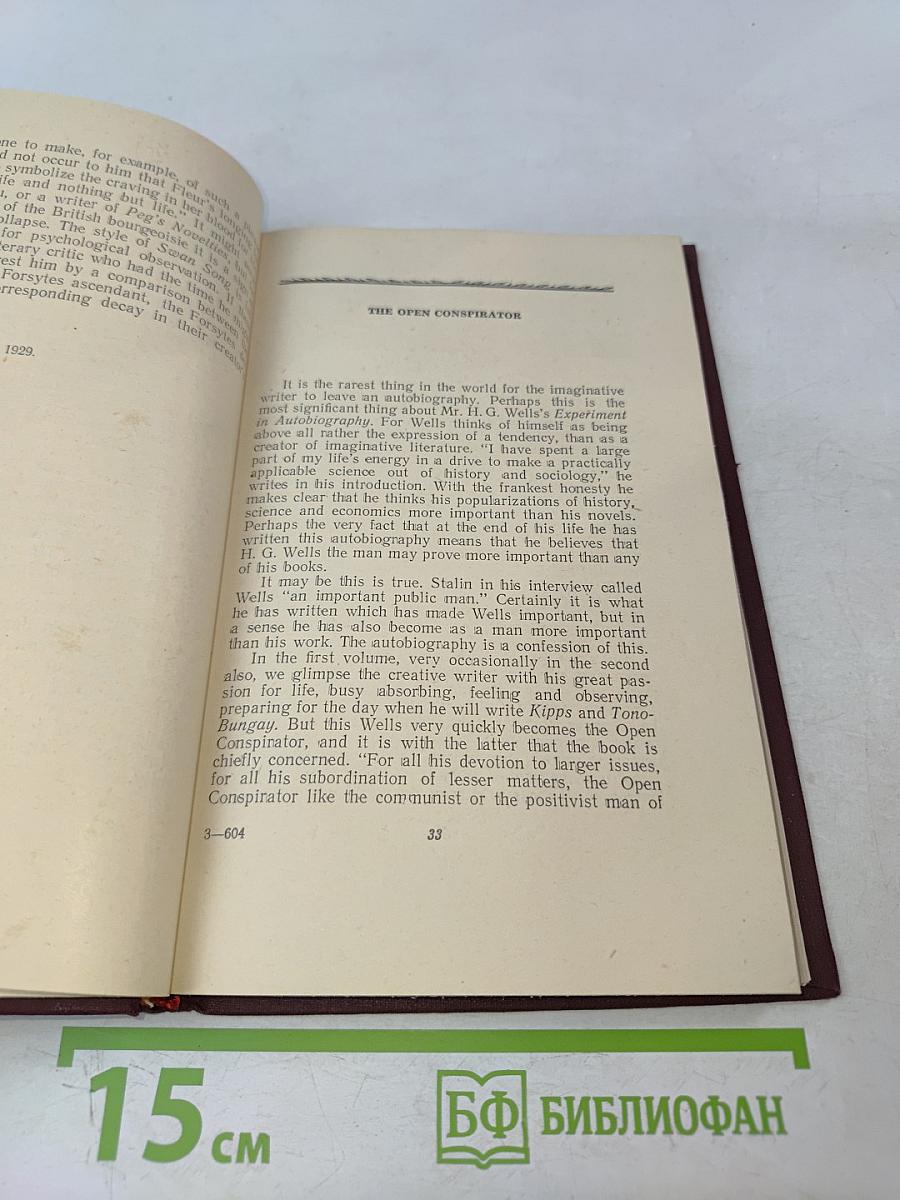 one to make, for example, of such a
d not occur to him that Fleur's longing
symbolize the craving in her blood
ife and nothing but life." It might
u, or a writer of Peg's Novelettes, but
of the British bourgeoisie it is a
ollapse. The style of Swan Song is
for psychological observation. If
terary critic who had the time he might
rest him by a comparison between
Forsytes ascendant, the Forsytes
rresponding decay in their creator
1929.
THE OPEN CONSPIRATOR
It is the rarest thing in the world for the imaginative
writer to leave an autobiography. Perhaps this is the
most significant thing about Mr. H. G. Wells's Experiment
in Autobiography. For Wells thinks of himself as being
above all rather the expression of a tendency, than as a
creator of imaginative literature. "I have spent a large
part of my life's energy in a drive to make a practically
applicable science out of history and sociology," he
writes in his introduction. With the frankest honesty he
makes clear that he thinks his popularizations of history,
science and economics more important than his novels.
Perhaps the very fact that at the end of his life he has
written this autobiography means that he believes that
H. G. Wells the man may prove more important than any
of his books.
It may be this is true. Stalin in his interview called
Wells "an important public man." Certainly it is what
he has written which has made Wells important, but in
a sense he has also become as a man more important
than his work. The autobiography is a confession of this.
In the first volume, very occasionally in the second
also, we glimpse the creative writer with his great pas-
sion for life, busy absorbing, feeling and observing,
preparing for the day when he will write Kipps and Tono-
Bungay. But this Wells very quickly becomes the Open
Conspirator, and it is with the latter that the book is
chiefly concerned. "For all his devotion to larger issues,
for all his subordination of lesser matters, the Open
Conspirator like the communist or the positivist man of
3—604 33
15 см
БФ БИБЛИОФАН